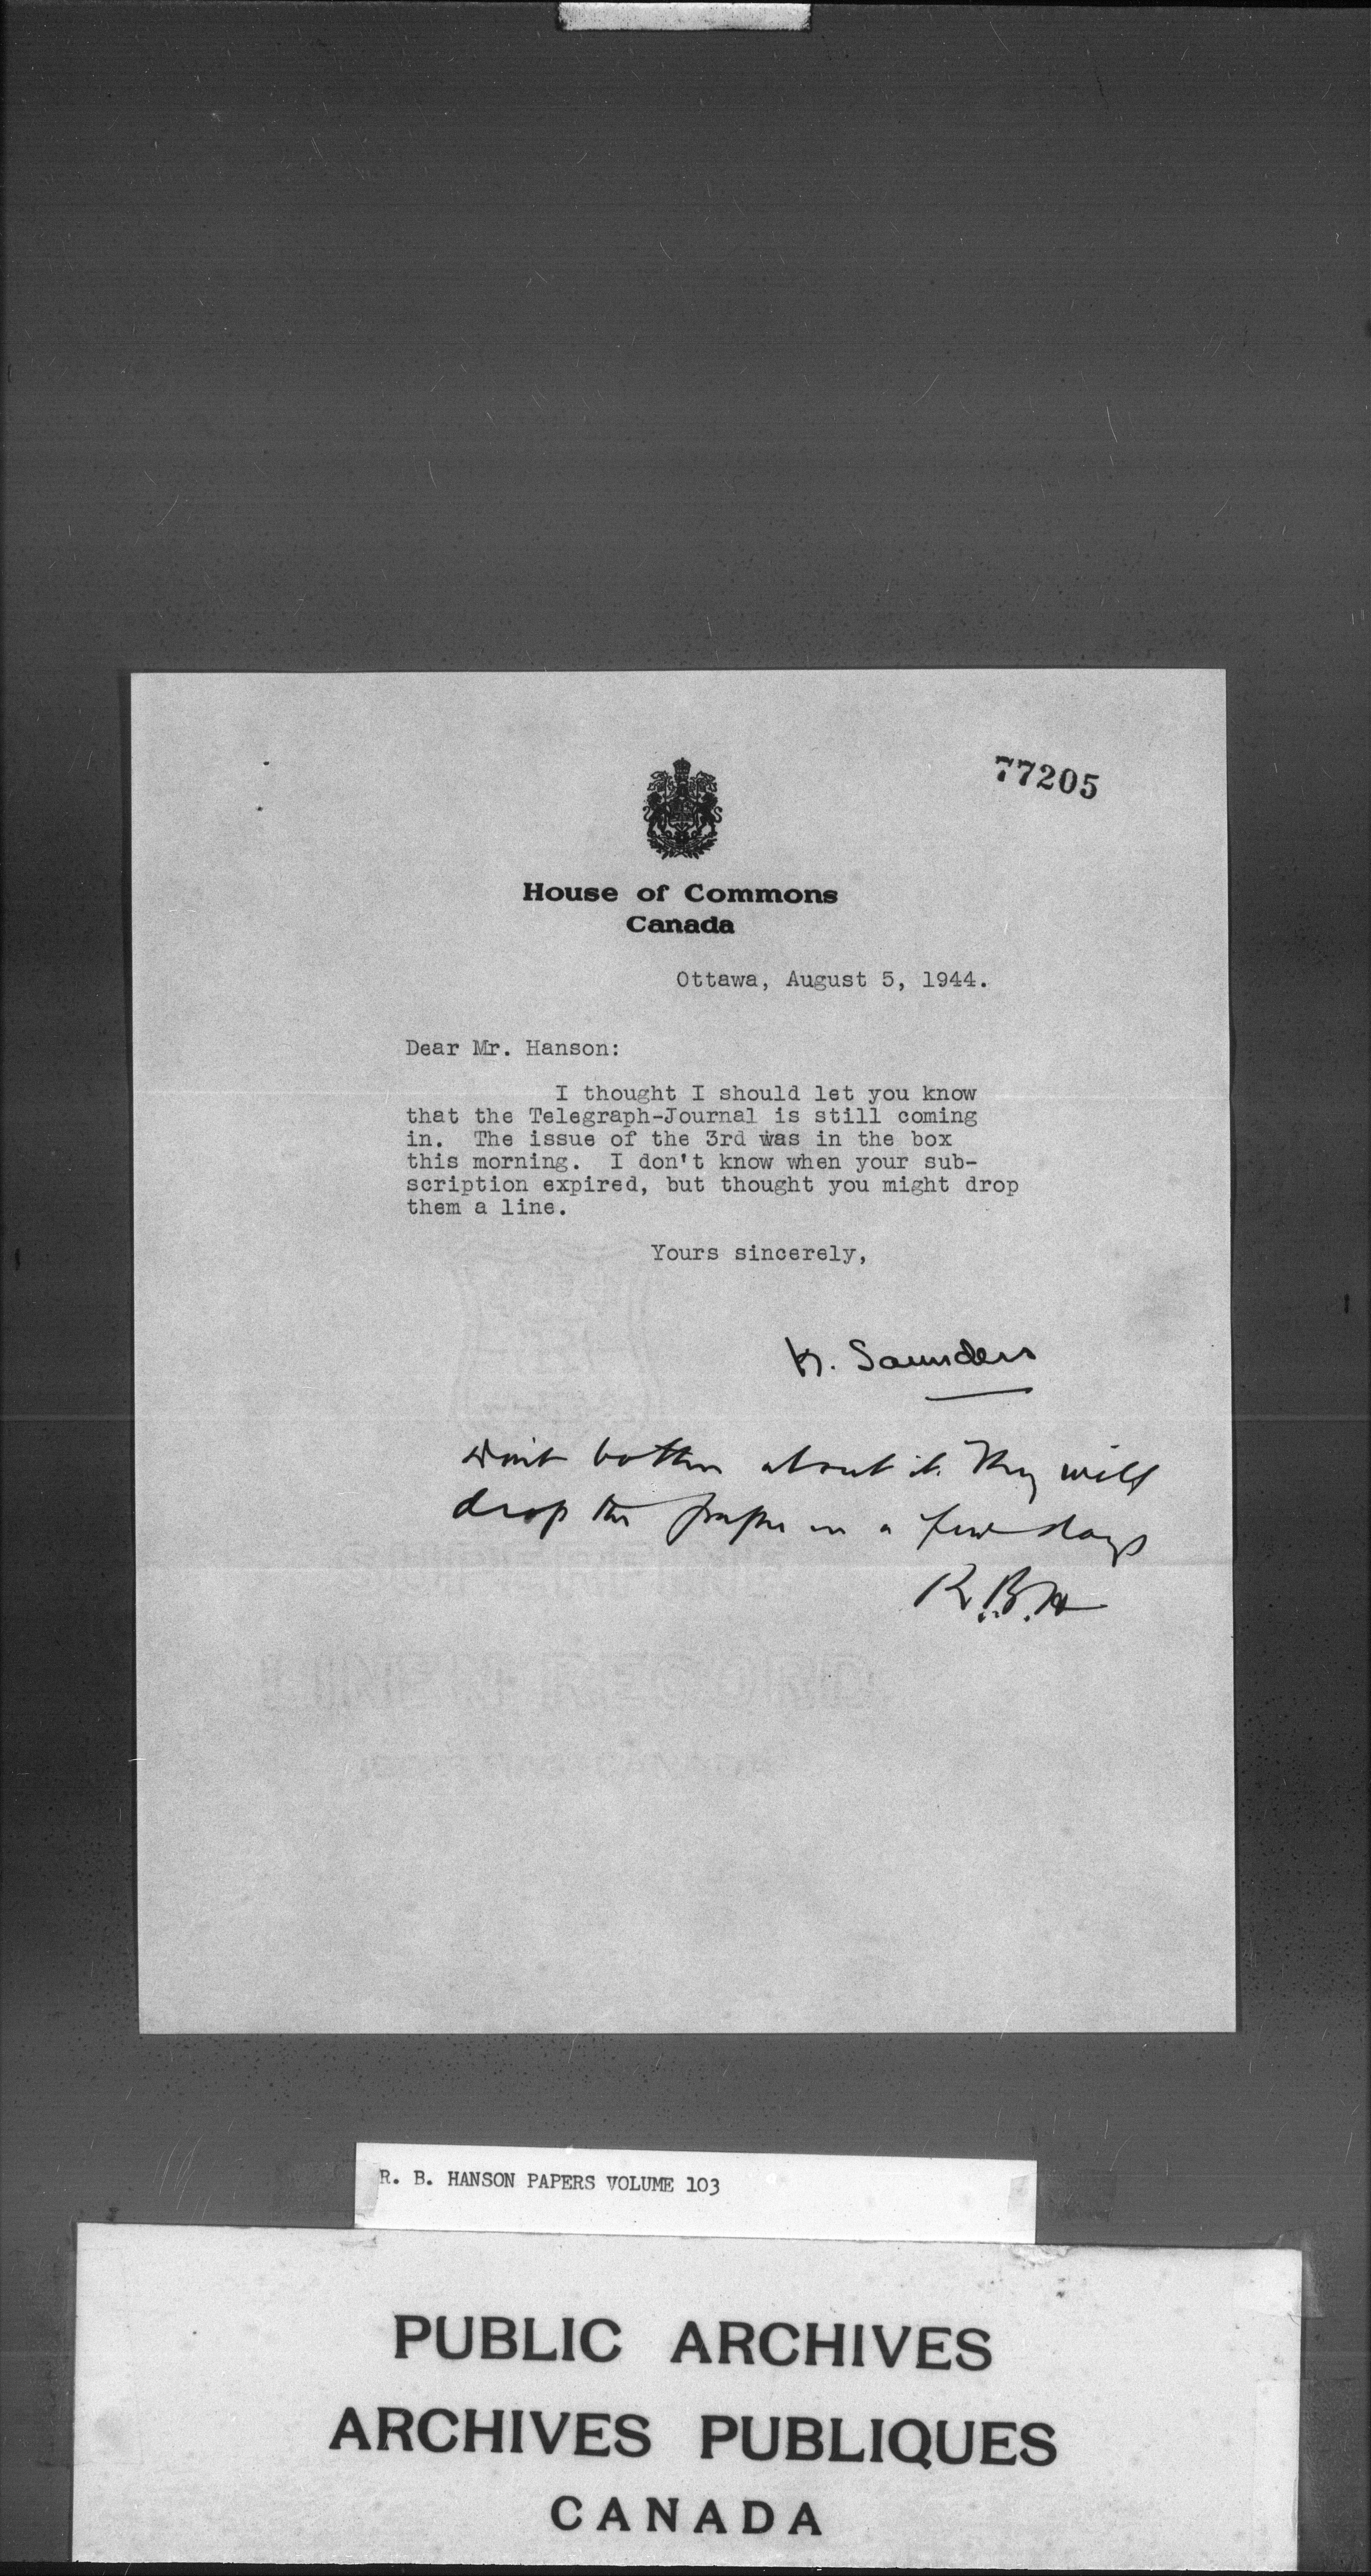 77205
House of Commons
Canada
Ottawa, August 5, 1944.
Dear Mr. Hanson:
I thought I should let you know
that the Telegraph-Journal is still coming
in. The issue of the 3rd was in the box
this morning. I don't know when your sub-
scription expired, but thought you might drop
them a line.
Yours sincerely,
K. Saunders
Don't bother about it. They will
drop the paper in a few days
R.B.H
R. B. HANSON PAPERS VOLUME 103
PUBLIC ARCHIVES
ARCHIVES PUBLIQUES
CANADA